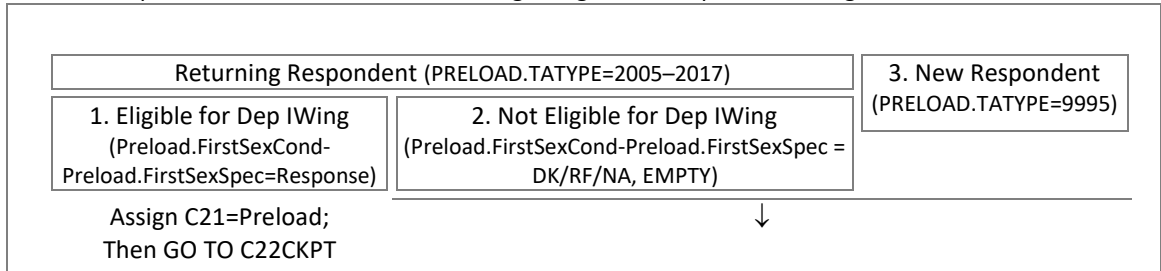 Returning Respondent (PRELOAD.TATYPE=2005–2017)
3. New Respondent
(PRELOAD.TATYPE=9995)
1. Eligible for Dep IWing
(Preload.FirstSexCond-
Preload.FirstSexSpec=Response)
2. Not Eligible for Dep IWing
(Preload.FirstSexCond-Preload.FirstSexSpec =
DK/RF/NA, EMPTY)
Assign C21=Preload;
Then GO TO C22CKPT
↓